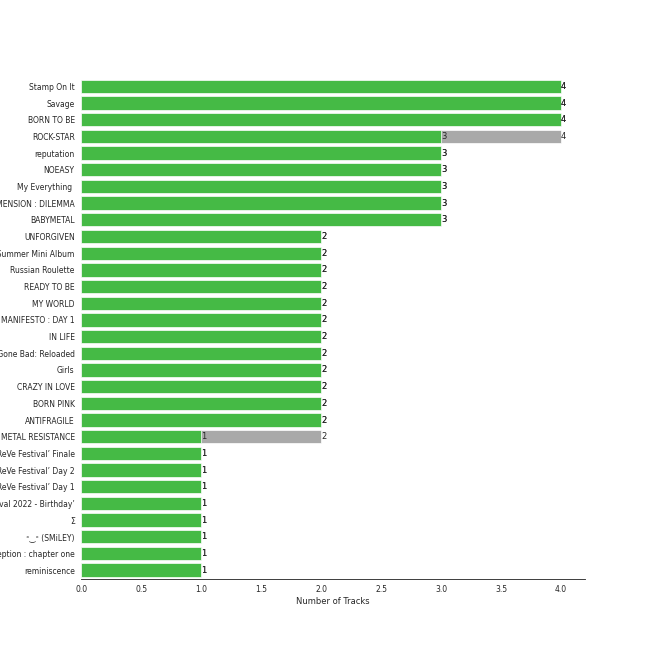 Stamp On It 4
Savage 4
BORN TO BE 4
ROCK-STAR 3 4
reputation 3
NOEASY 3
My Everything 3
MENSION : DILEMMA 3
BABYMETAL 3
UNFORGIVEN 2
Summer Mini Album 2
Russian Roulette 2
READY TO BE 2
MY WORLD 2
MANIFESTO : DAY 1 2
IN LIFE 2
Gone Bad: Reloaded 2
Girls 2
CRAZY IN LOVE 2
BORN PINK 2
ANTIFRAGILE 2
METAL RESISTANCE 1 2
ReVe Festival’ Finale 1
ReVe Festival’ Day 2 1
ReVe Festival’ Day 1 1
val 2022 - Birthday’ 1
Σ 1
(SMiLEY) 1
eption : chapter one 1
reminiscence 1
0.0 0.5 1.0 1.5 2.0 2.5 3.0 3.5 4.0
Number of Tracks